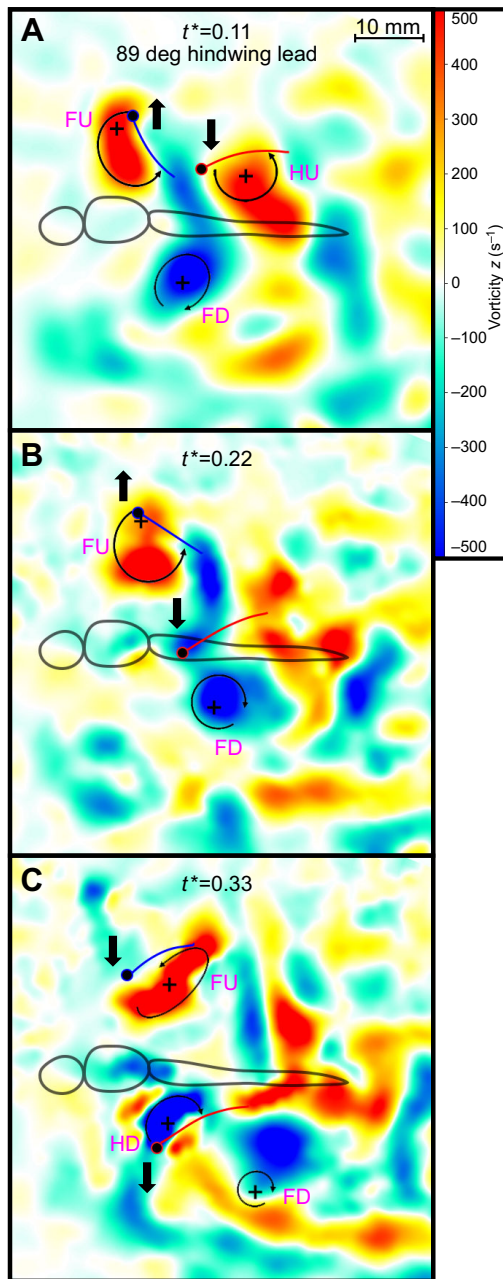 A
t*=0.11
89 deg hindwing lead
10 mm
FU
HU
FD
B
t*=0.22
FU
FD
C
t*=0.33
FU
HD
FD
500
400
300
200
100
0
–100
–200
–300
–400
–500
Vorticity z (s⁻¹)